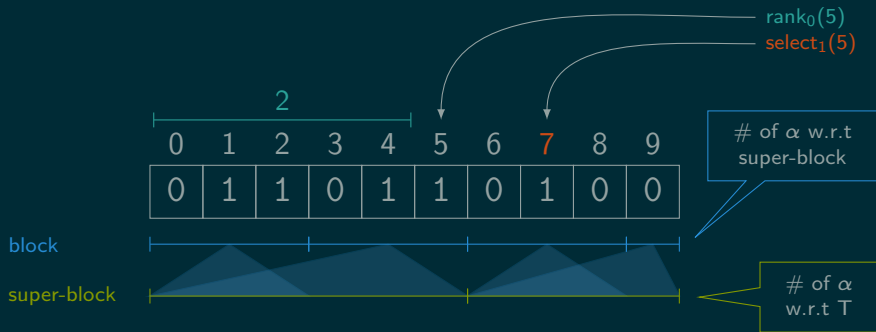 rank₀(5)
select₁(5)
2
0 1 2 3 4 5 6 7 8 9
0 1 1 0 1 1 0 1 0 0
# of α w.r.t
super-block
block
super-block
# of α
w.r.t T